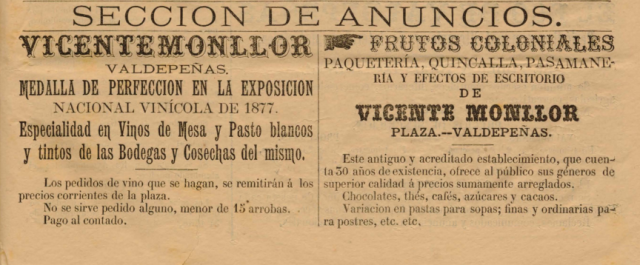 SECCION DE ANUNCIOS.
VICENTE MONLLOR
VALDEPEÑAS.
MEDALLA DE PERFECCION EN LA EXPOSICION
NACIONAL VINÍCOLA DE 1877.
Especialidad en Vinos de Mesa y Pasto blancos
y tintos de las Bodegas y Cosechas del mismo.
Los pedidos de vino que se hagan, se remitirán á los
precios corrientes de la plaza.
No se sirve pedido alguno, menor de 15 arrobas.
Pago al contado.
FRUTOS COLONIALES
PAQUETERÍA, QUINCALLA, PASAMANE-
RÍA Y EFECTOS DE ESCRITORIO
DE
VICENTE MONLLOR
PLAZA.--VALDEPEÑAS.
Este antiguo y acreditado establecimiento, que cuen-
ta 30 años de existencia, ofrece al público sus géneros de
superior calidad á precios sumamente arreglados.
Chocolates, thés, cafés, azúcares y cacaos.
Variacion en pastas para sopas; finas y ordinarias pa-
ra postres, etc. etc.